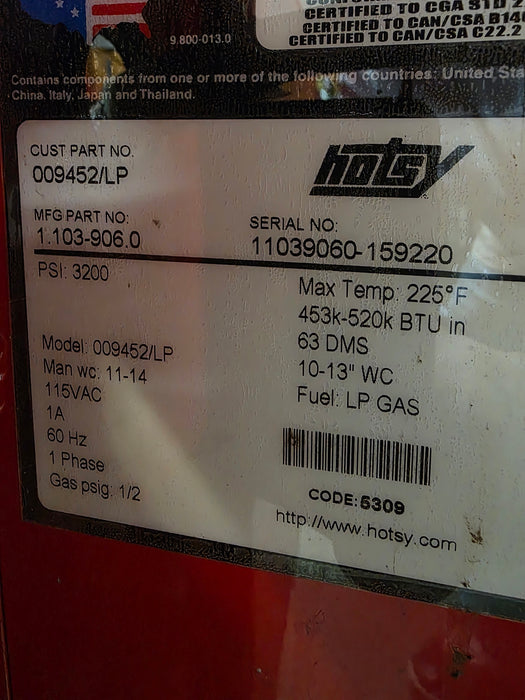 CERTIFIED TO CGA STD 2
CERTIFIED TO CAN/CSA B14
CERTIFIED TO CAN/CSA C22.2
9.800-013.0
Contains components from one or more of the following countries: United Sta
China, Italy, Japan and Thailand.
CUST PART NO.
009452/LP
hotsy
MFG PART NO:
1.103-906.0
SERIAL NO:
11039060-159220
PSI: 3200
Max Temp: 225°F
453k-520k BTU in
63 DMS
10-13" WC
Fuel: LP GAS
Model: 009452/LP
Man wc: 11-14
115VAC
1A
60 Hz
1 Phase
Gas psig: 1/2
CODE:5309
http://www.hotsy.com